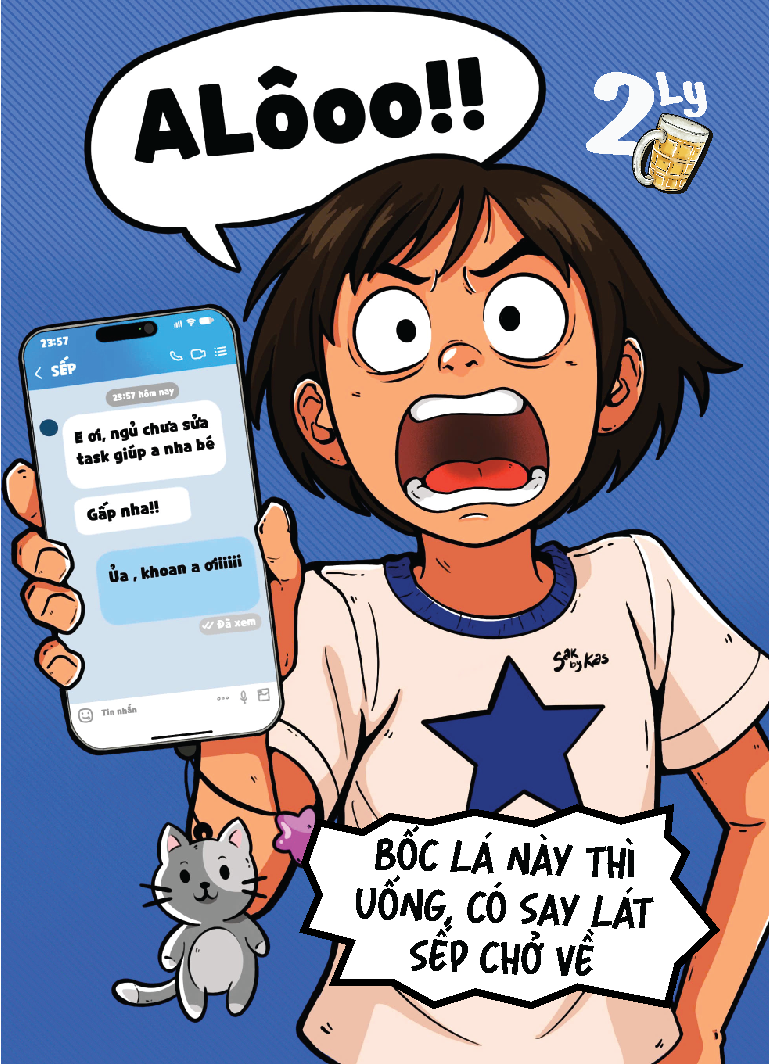 ALôoo!!
2 Ly
23:57
SẾP
23:57 hôm nay
E ơi, ngủ chưa sửa
task giúp a nha bé
Gấp nha!!
Ủa , khoan a ơiiiiii
Đã xem
Tin nhắn
Sak
by Kas
BỐC LÁ NÀY THÌ
UỐNG, CÓ SAY LÁT
SẾP CHỞ VỀ